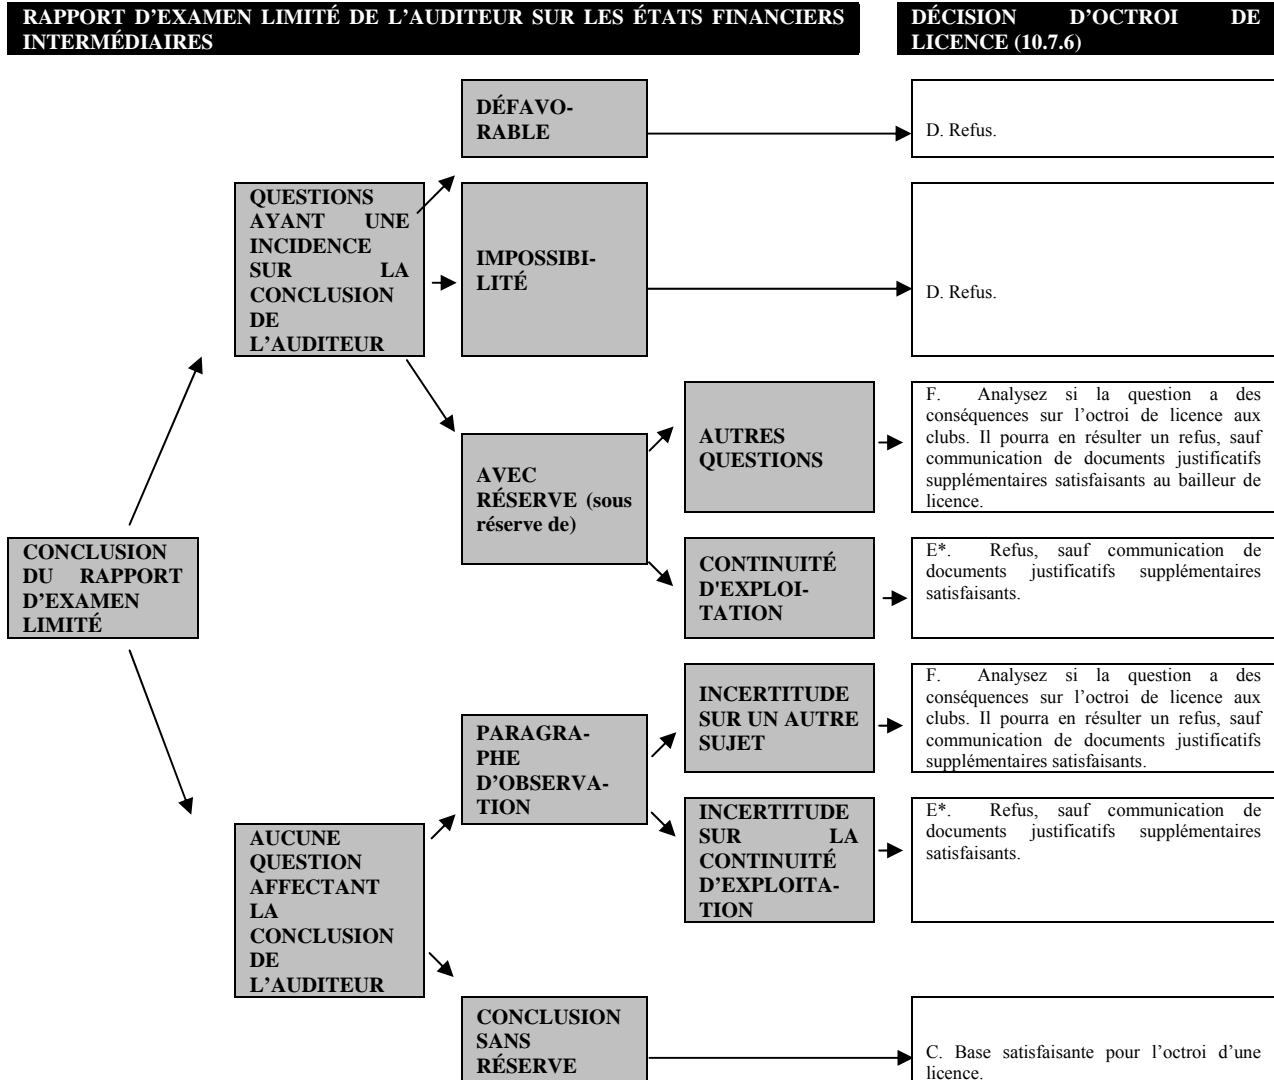 RAPPORT D’EXAMEN LIMITÉ DE L’AUDITEUR SUR LES ÉTATS FINANCIERS
INTERMÉDIAIRES
DÉCISION D’OCTROI DE
LICENCE (10.7.6)
DÉFAVO-
RABLE
D. Refus.
QUESTIONS
AYANT UNE
INCIDENCE
SUR LA
CONCLUSION
DE
L’AUDITEUR
IMPOSSIBI-
LITÉ
D. Refus.
AVEC
RÉSERVE (sous
réserve de)
AUTRES
QUESTIONS
F. Analysez si la question a des
conséquences sur l’octroi de licence aux
clubs. Il pourra en résulter un refus, sauf
communication de documents justificatifs
supplémentaires satisfaisants au bailleur de
licence.
CONCLUSION
DU RAPPORT
D’EXAMEN
LIMITÉ
CONTINUITÉ
D'EXPLOI-
TATION
E*. Refus, sauf communication de
documents justificatifs supplémentaires
satisfaisants.
PARAGRA-
PHE
D’OBSERVA-
TION
INCERTITUDE
SUR UN AUTRE
SUJET
F. Analysez si la question a des
conséquences sur l’octroi de licence aux
clubs. Il pourra en résulter un refus, sauf
communication de documents justificatifs
supplémentaires satisfaisants.
INCERTITUDE
SUR LA
CONTINUITÉ
D’EXPLOITA-
TION
E*. Refus, sauf communication de
documents justificatifs supplémentaires
satisfaisants.
AUCUNE
QUESTION
AFFECTANT
LA
CONCLUSION
DE
L’AUDITEUR
CONCLUSION
SANS
RÉSERVE
C. Base satisfaisante pour l’octroi d’une
licence.